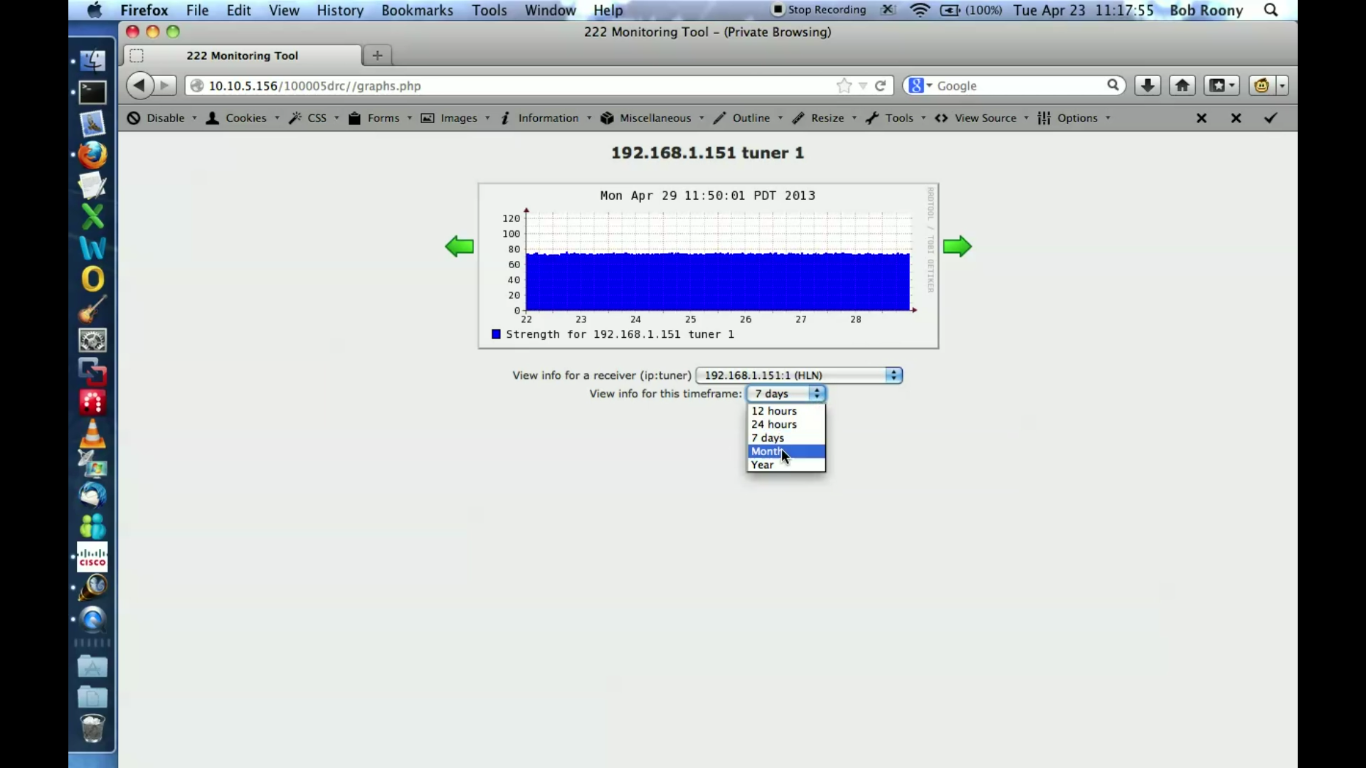 Firefox File Edit View History Bookmarks Tools Window Help Stop Recording (100%) Tue Apr 23 11:17:55 Bob Roony
222 Monitoring Tool – (Private Browsing)
222 Monitoring Tool
10.10.5.156/100005drc//graphs.php Google
Disable Cookies CSS Forms Images Information Miscellaneous Outline Resize Tools View Source Options
192.168.1.151 tuner 1
Mon Apr 29 11:50:01 PDT 2013
RRDTOOL / TOBI OETIKER
120
100
80
60
40
20
0
22 23 24 25 26 27 28
Strength for 192.168.1.151 tuner 1
View info for a receiver (ip:tuner) 192.168.1.151:1 (HLN)
View info for this timeframe: 7 days
12 hours
24 hours
7 days
Month
Year
CISCO